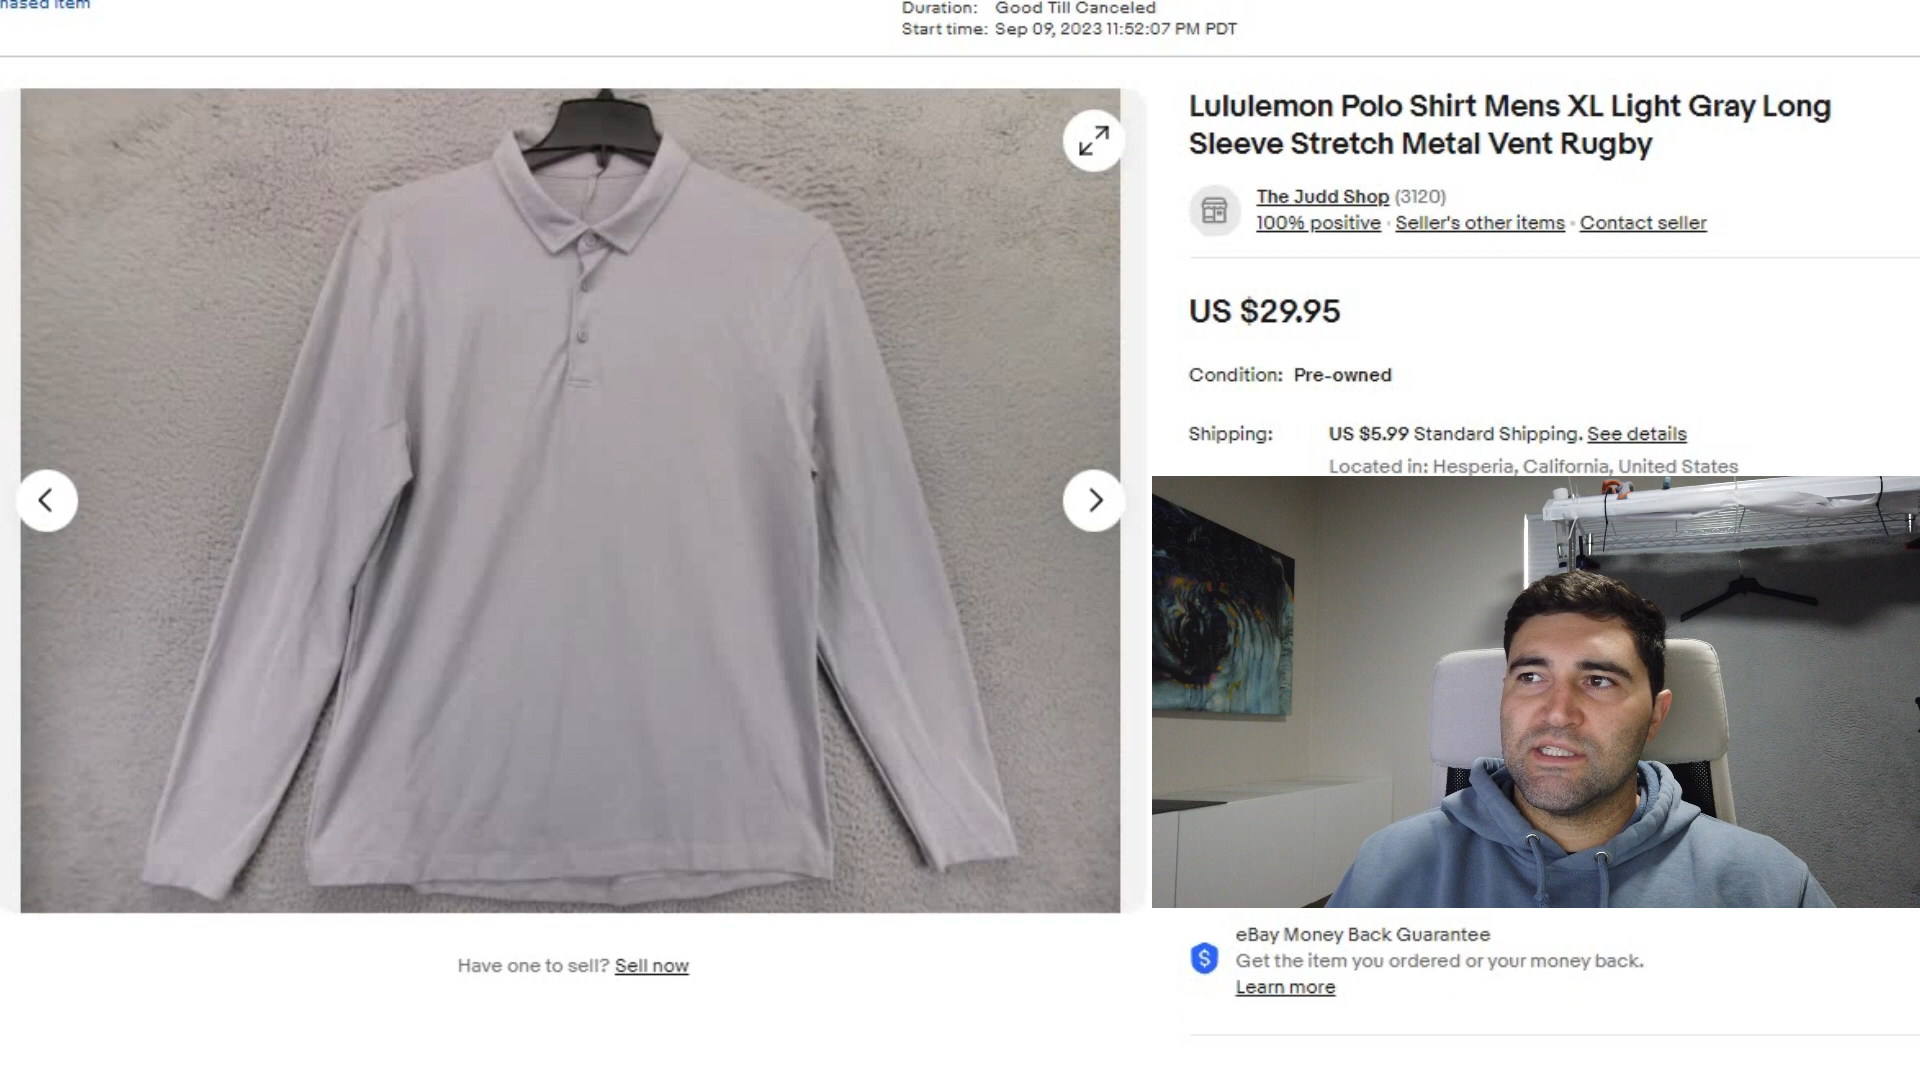 hased item
Duration: Good Till Canceled
Start time: Sep 09, 2023 11:52:07 PM PDT
Lululemon Polo Shirt Mens XL Light Gray Long
Sleeve Stretch Metal Vent Rugby
The Judd Shop (3120)
100% positive · Seller's other items · Contact seller
US $29.95
Condition: Pre-owned
Shipping: US $5.99 Standard Shipping. See details
Located in: Hesperia, California, United States
eBay Money Back Guarantee
$ Get the item you ordered or your money back.
Learn more
Have one to sell? Sell now